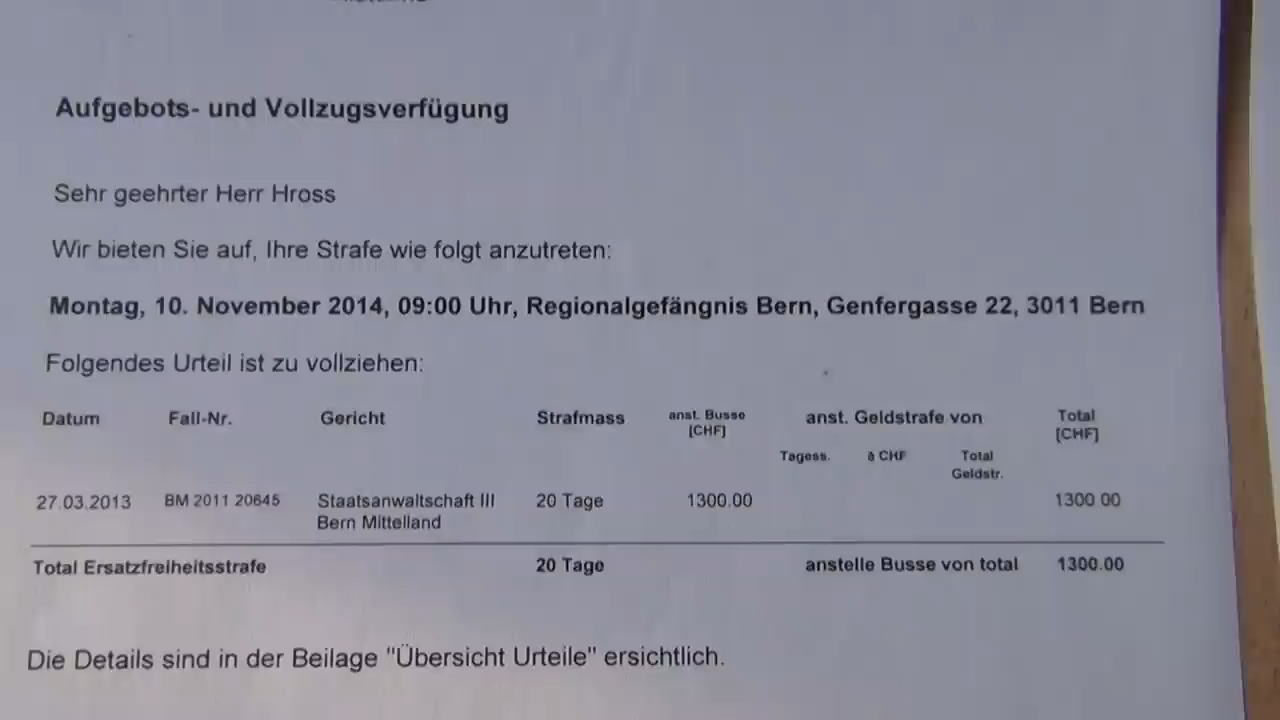 Aufgebots- und Vollzugsverfügung
Sehr geehrter Herr Hross
Wir bieten Sie auf, Ihre Strafe wie folgt anzutreten:
Montag, 10. November 2014, 09:00 Uhr, Regionalgefängnis Bern, Genfergasse 22, 3011 Bern
Folgendes Urteil ist zu vollziehen:
Datum Fall-Nr. Gericht Strafmass anst. Busse [CHF] anst. Geldstrafe von Total [CHF]
Tagess. à CHF Total Geldstr.
27.03.2013 BM 2011 20645 Staatsanwaltschaft III 20 Tage 1300.00 1300 00
Bern Mittelland
Total Ersatzfreiheitsstrafe 20 Tage anstelle Busse von total 1300.00
Die Details sind in der Beilage "Übersicht Urteile" ersichtlich.